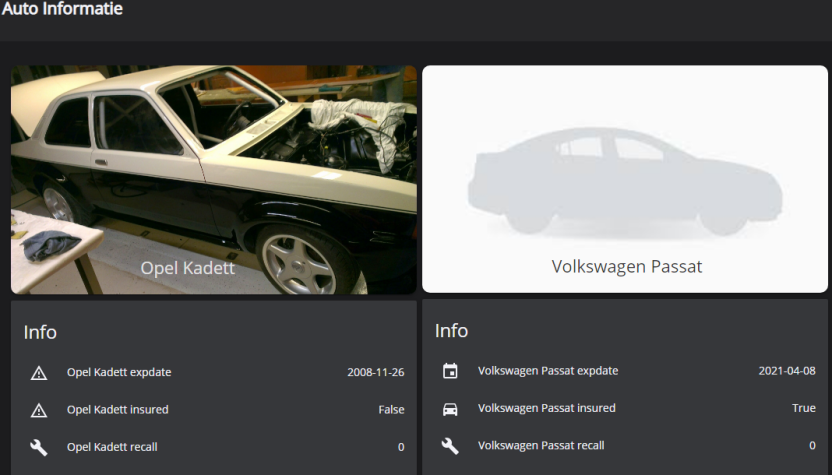 Auto Informatie
Opel Kadett
Volkswagen Passat
Info
Opel Kadett expdate 2008-11-26
Opel Kadett insured False
Opel Kadett recall 0
Info
Volkswagen Passat expdate 2021-04-08
Volkswagen Passat insured True
Volkswagen Passat recall 0